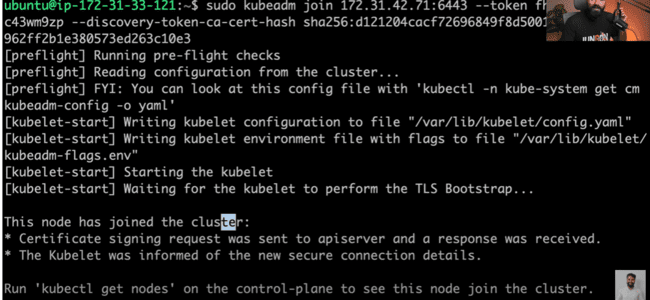 ubuntu@ip-172-31-33-121:~$ sudo kubeadm join 172.31.42.71:6443 --token fh
c43wm9zp --discovery-token-ca-cert-hash sha256:d121204cacf72696849f8d5001
962ff2b1e380573ed263c10e3
[preflight] Running pre-flight checks
[preflight] Reading configuration from the cluster...
[preflight] FYI: You can look at this config file with 'kubectl -n kube-system get cm
kubeadm-config -o yaml'
[kubelet-start] Writing kubelet configuration to file "/var/lib/kubelet/config.yaml"
[kubelet-start] Writing kubelet environment file with flags to file "/var/lib/kubelet/
kubeadm-flags.env"
[kubelet-start] Starting the kubelet
[kubelet-start] Waiting for the kubelet to perform the TLS Bootstrap...
This node has joined the cluster:
* Certificate signing request was sent to apiserver and a response was received.
* The Kubelet was informed of the new secure connection details.
Run 'kubectl get nodes' on the control-plane to see this node join the cluster.